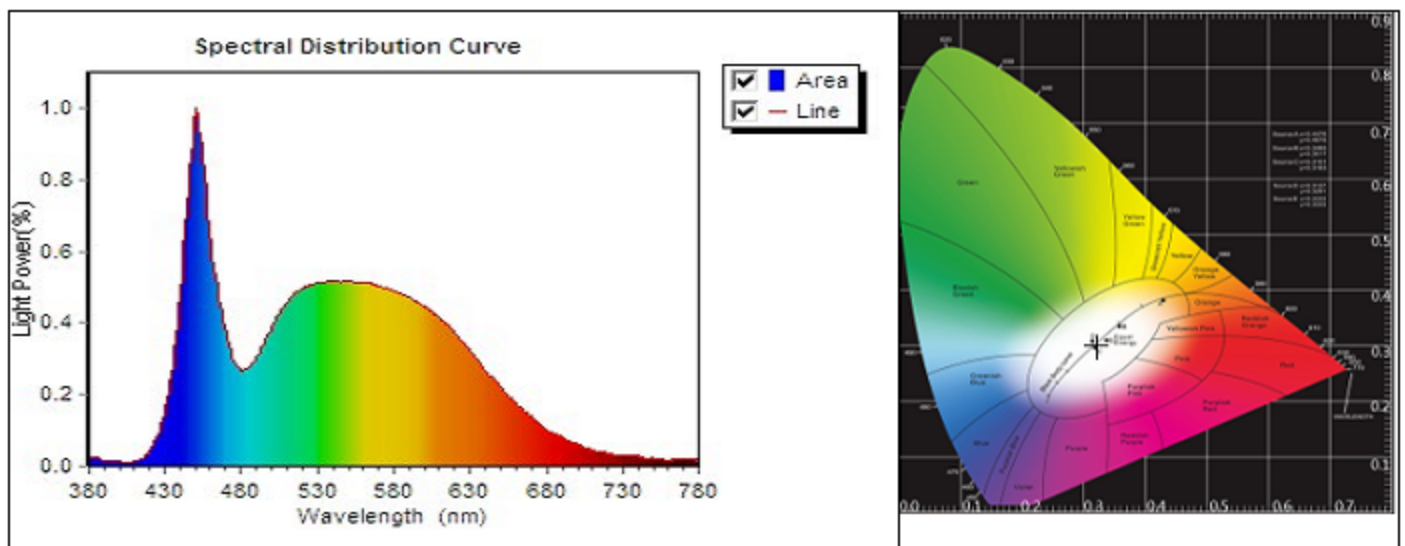 Spectral Distribution Curve
Area
Line
Light Power(%)
1.0
0.8
0.6
0.4
0.2
0.0
380 430 480 530 580 630 680 730 780
Wavelength (nm)
0.9
0.8
0.7
0.6
0.5
0.4
0.3
0.2
0.1
0.0 0.1 0.2 0.3 0.4 0.5 0.6 0.7
Green
Yellowish
Green
Yellow
Green
Yellow
Orange
Yellow
Orange
Reddish
Orange
Yellowish Pink
Bluish
Green
Greenish
Blue
Pink
Red
Purplish
Pink
Purplish
Red
Blue
Purple
Reddish
Purple
Violet